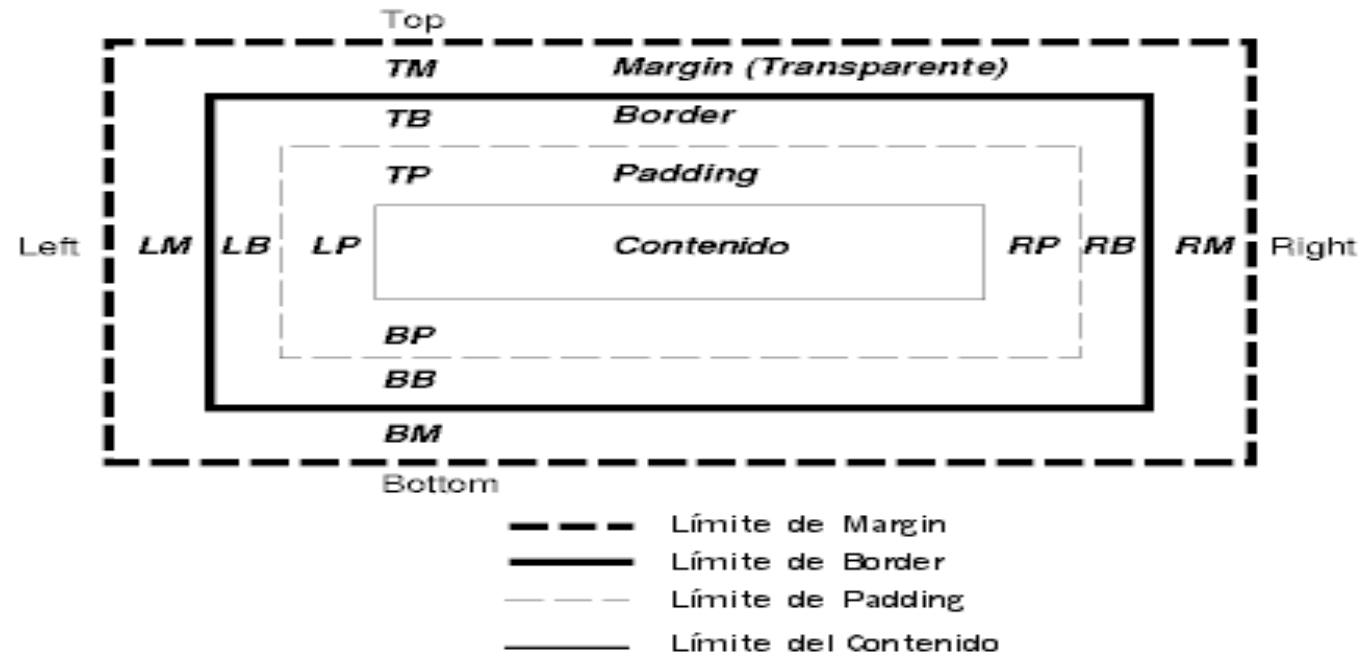 Top
TM Margin (Transparente)
TB Border
TP Padding
Left LM LB LP Contenido RP RB RM Right
BP
BB
BM
Bottom
Límite de Margin
Límite de Border
Límite de Padding
Límite del Contenido